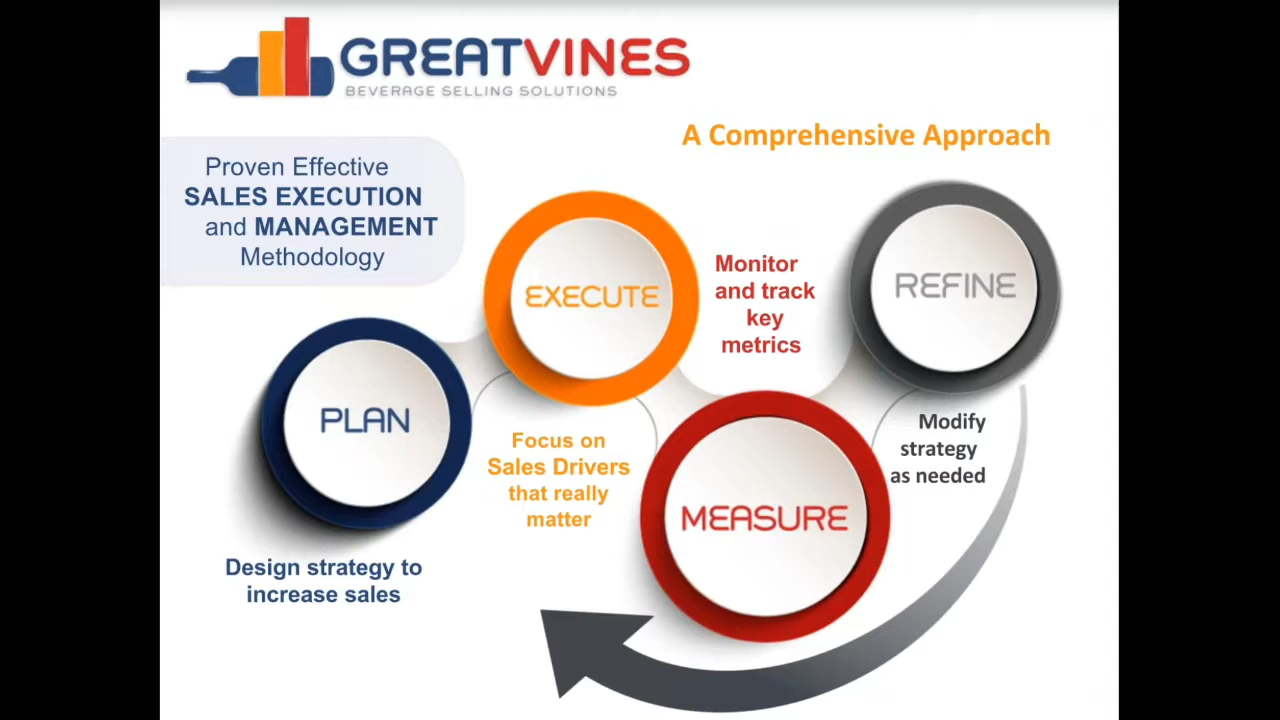 GREATVINES
BEVERAGE SELLING SOLUTIONS
A Comprehensive Approach
Proven Effective
SALES EXECUTION
and MANAGEMENT
Methodology
PLAN
Design strategy to
increase sales
EXECUTE
Focus on
Sales Drivers
that really
matter
MEASURE
Monitor
and track
key
metrics
REFINE
Modify
strategy
as needed